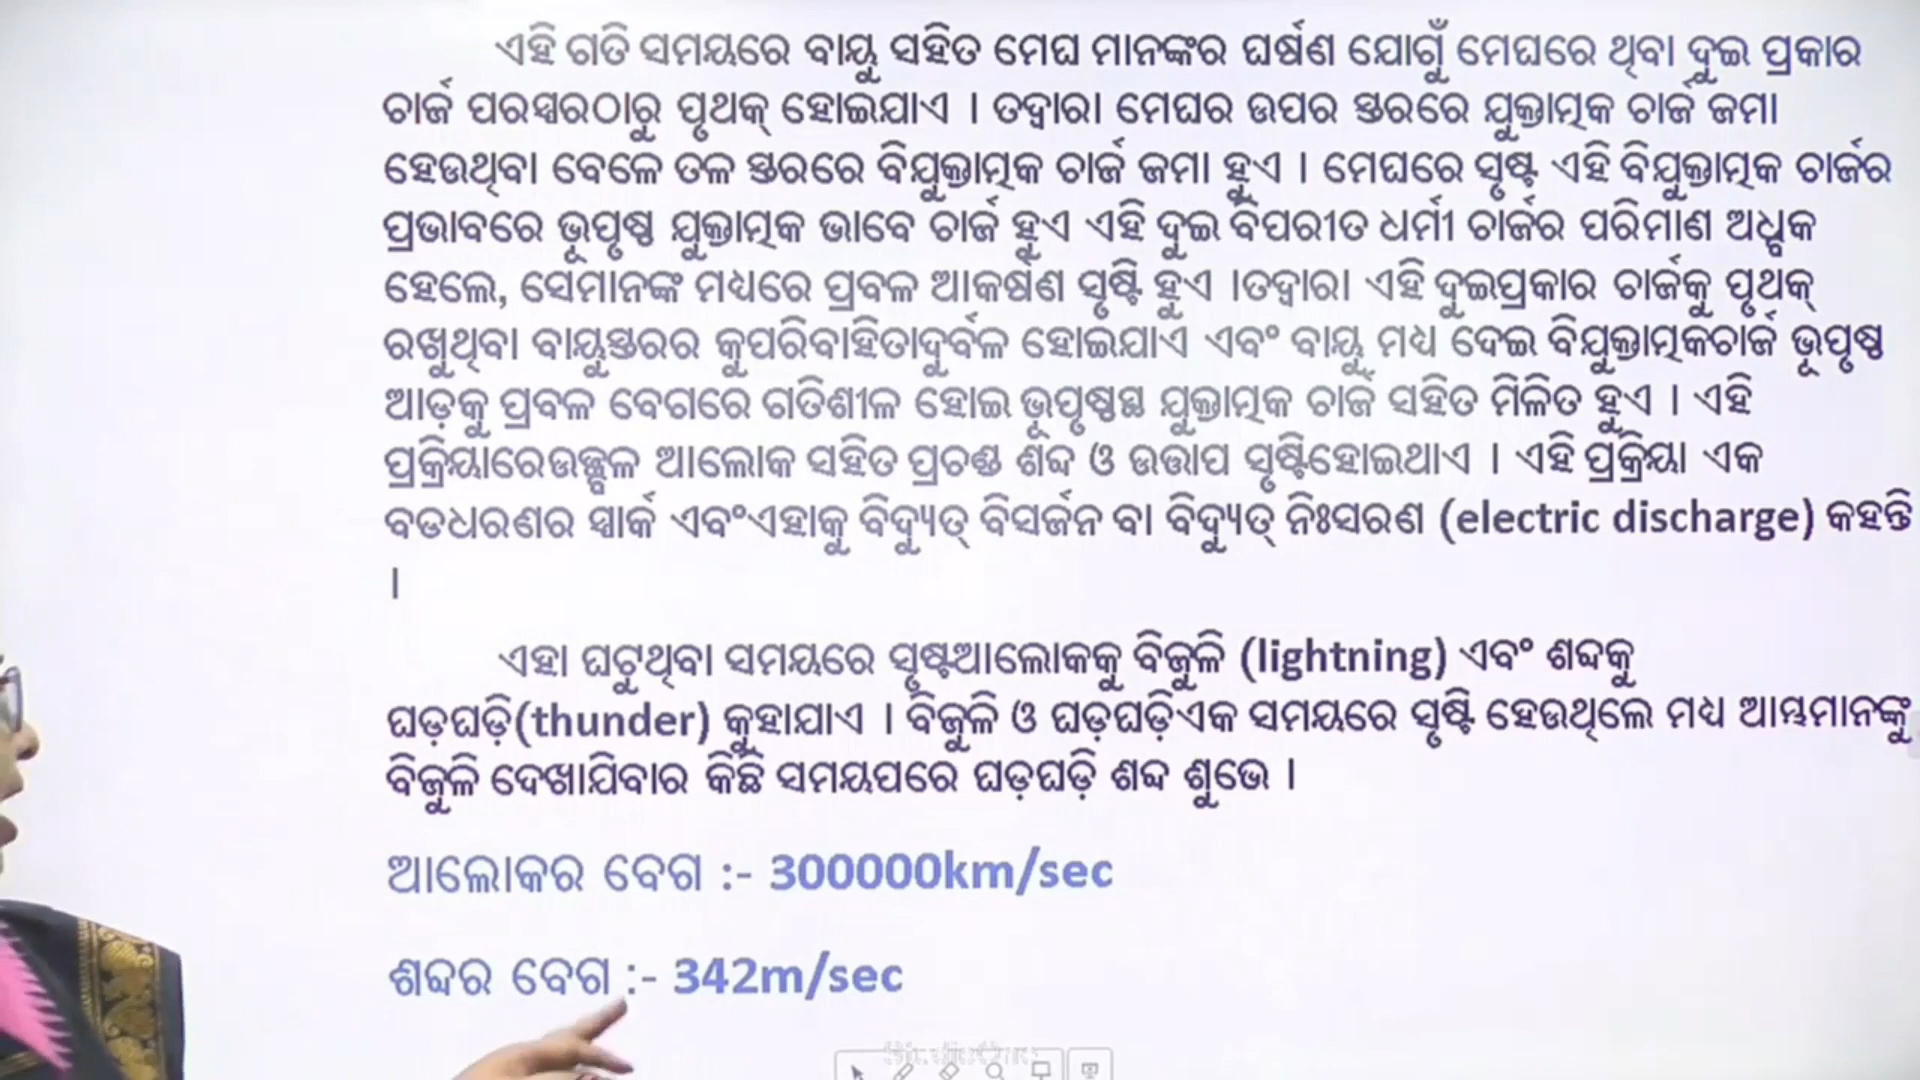 ଏହି ଗତି ସମୟରେ ବାୟୁ ସହିତ ମେଘ ମାନଙ୍କର ଘର୍ଷଣ ଯୋଗୁଁ ମେଘରେ ଥିବା ଦୁଇ ପ୍ରକାର
ଚାର୍ଜ ପରସ୍ପରଠାରୁ ପୃଥକ୍ ହୋଇଯାଏ । ତଦ୍ୱାରା ମେଘର ଉପର ସ୍ତରରେ ଯୁକ୍ତାତ୍ମକ ଚାର୍ଜ ଜମା
ହେଉଥିବା ବେଳେ ତଳ ସ୍ତରରେ ବିଯୁକ୍ତାତ୍ମକ ଚାର୍ଜ ଜମା ହୁଏ । ମେଘରେ ସୃଷ୍ଟ ଏହି ବିଯୁକ୍ତାତ୍ମକ ଚାର୍ଜର
ପ୍ରଭାବରେ ଭୂପୃଷ୍ଠ ଯୁକ୍ତାତ୍ମକ ଭାବେ ଚାର୍ଜ ହୁଏ ଏହି ଦୁଇ ବିପରୀତ ଧର୍ମୀ ଚାର୍ଜର ପରିମାଣ
ହେଲେ, ସେମାନଙ୍କ ମଧ୍ୟରେ ପ୍ରବଳ ଆକର୍ଷଣ ସୃଷ୍ଟି ହୁଏ ।ତଦ୍ୱାରା ଏହି ଦୁଇପ୍ରକାର ଚାର୍ଜକୁ ପୃଥକ୍
ରଖୁଥିବା ବାୟୁସ୍ତରର କୁପରିବାହିତାଦୁର୍ବଳ ହୋଇଯାଏ ଏବଂ ବାୟୁ ମଧ୍ୟ ଦେଇ ବିଯୁକ୍ତାତ୍ମକଚାର୍ଜ ଭୂପୃଷ୍ଠ
ଆଡ଼କୁ ପ୍ରବଳ ବେଗରେ ଗତିଶୀଳ ହୋଇ ଭୂପୃଷ୍ଠସ୍ଥ ଯୁକ୍ତାତ୍ମକ ଚାର୍ଜ ସହିତ ମିଳିତ ହୁଏ । ଏହି
ପ୍ରକ୍ରିୟାରେଉଜ୍ଜ୍ୱଳ ଆଲୋକ ସହିତ ପ୍ରଚଣ୍ଡ ଶବ୍ଦ ଓ ଉତ୍ତାପ ସୃଷ୍ଟିହୋଇଥାଏ । ଏହି ପ୍ରକ୍ରିୟା ଏକ
ବଡଧରଣର ସ୍ପାର୍କ ଏବଂଏହାକୁ ବିଦ୍ୟୁତ୍ ବିସର୍ଜନ ବା ବିଦ୍ୟୁତ୍ ନିଃସରଣ (electric discharge) କହନ୍ତି
।
ଏହା ଘଟୁଥିବା ସମୟରେ ସୃଷ୍ଟଆଲୋକକୁ ବିଜୁଳି (lightning) ଏବଂ ଶବ୍ଦକୁ
ଘଡ଼ଘଡ଼ି(thunder) କୁହାଯାଏ । ବିଜୁଳି ଓ ଘଡ଼ଘଡ଼ିଏକ ସମୟରେ ସୃଷ୍ଟି ହେଉଥିଲେ ମଧ୍ୟ ଆମ୍ଭମାନଙ୍କୁ
ବିଜୁଳି ଦେଖାଯିବାର କିଛି ସମୟପରେ ଘଡ଼ଘଡ଼ି ଶବ୍ଦ ଶୁଭେ ।
ଆଲୋକର ବେଗ :- 300000km/sec
ଶବ୍ଦର ବେଗ :- 342m/sec